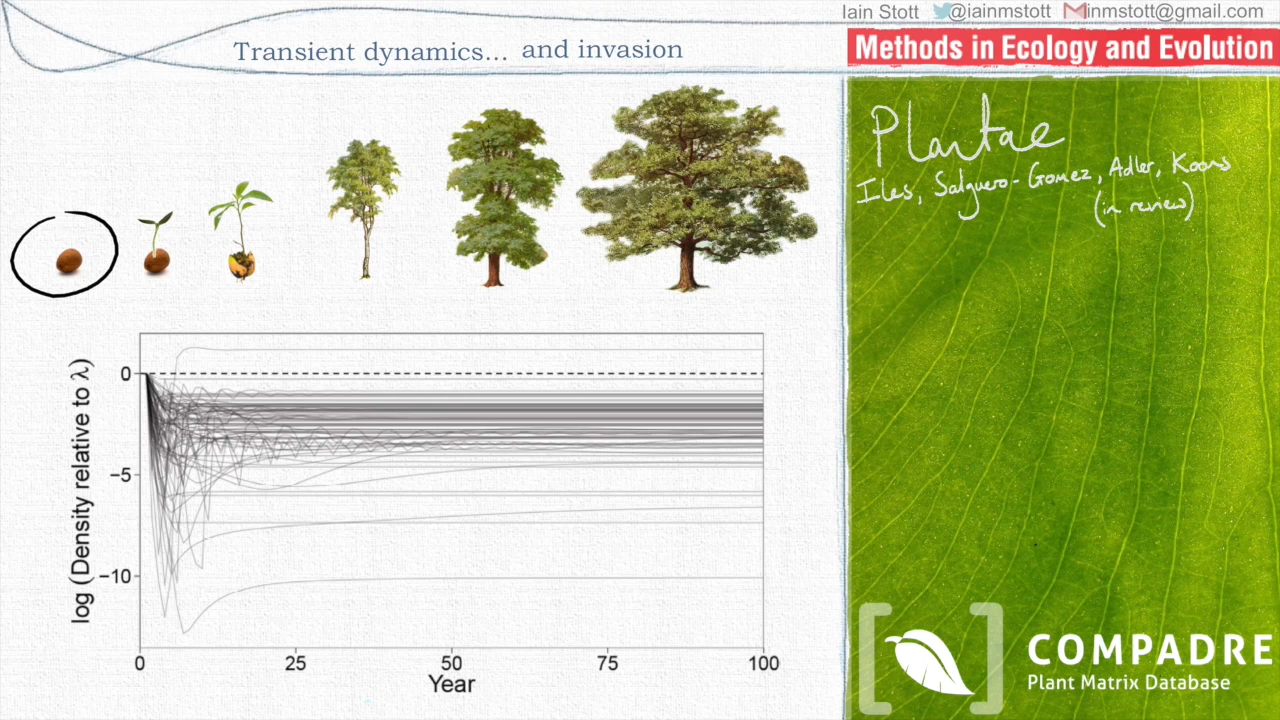 Iain Stott @iainmstott inmstott@gmail.com
Transient dynamics... and invasion
Methods in Ecology and Evolution
Plantae
Iles, Salguero-Gomez, Adler, Koons
(in review)
log (Density relative to λ)
0
−5
−10
0 25 50 75 100
Year
COMPADRE
Plant Matrix Database